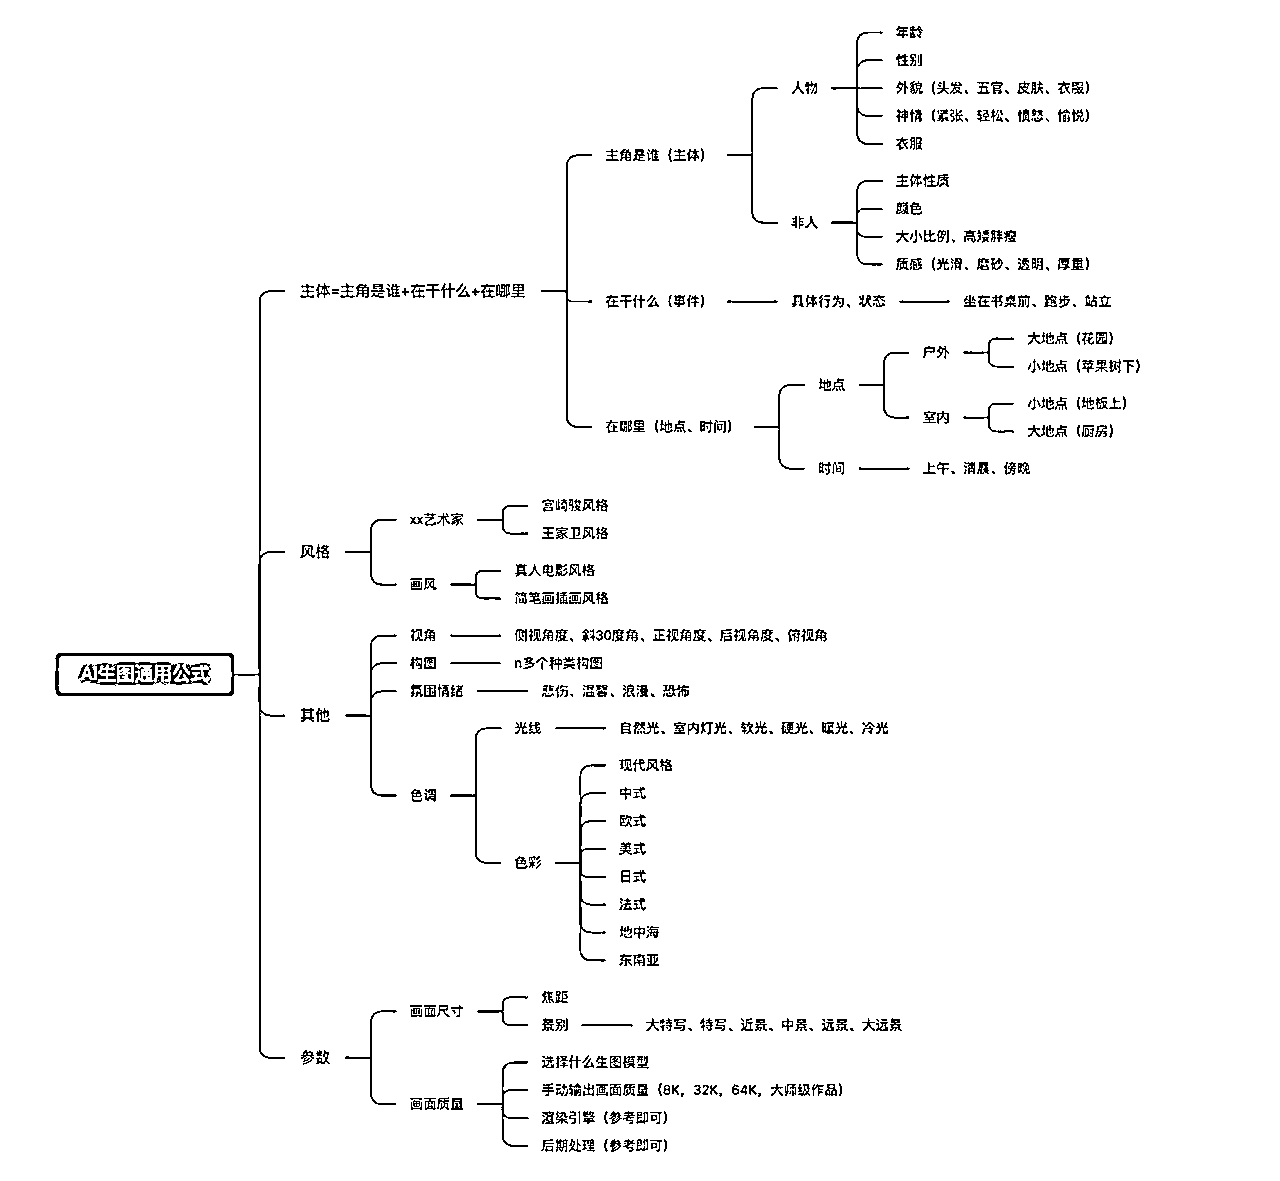 AI生图通用公式
主体=主角是谁+在干什么+在哪里
主角是谁（主体）
人物
年龄
性别
外貌（头发、五官、皮肤、衣服）
神情（紧张、轻松、愤怒、愉悦）
衣服
非人
主体性质
颜色
大小比例、高矮胖瘦
质感（光滑、磨砂、透明、厚重）
在干什么（事件）
具体行为、状态
坐在书桌前、跑步、站立
在哪里（地点、时间）
地点
户外
大地点（花园）
小地点（苹果树下）
室内
小地点（地板上）
大地点（厨房）
时间
上午、清晨、傍晚
风格
xx艺术家
宫崎骏风格
王家卫风格
画风
真人电影风格
简笔画插画风格
其他
视角
侧视角度、斜30度角、正视角度、后视角度、俯视角
构图
n多个种类构图
氛围情绪
悲伤、温馨、浪漫、恐怖
色调
光线
自然光、室内灯光、软光、硬光、暖光、冷光
色彩
现代风格
中式
欧式
美式
日式
法式
地中海
东南亚
参数
画面尺寸
焦距
景别
大特写、特写、近景、中景、远景、大远景
画面质量
选择什么生图模型
手动输出画面质量（8K，32K，64K，大师级作品）
渲染引擎（参考即可）
后期处理（参考即可）